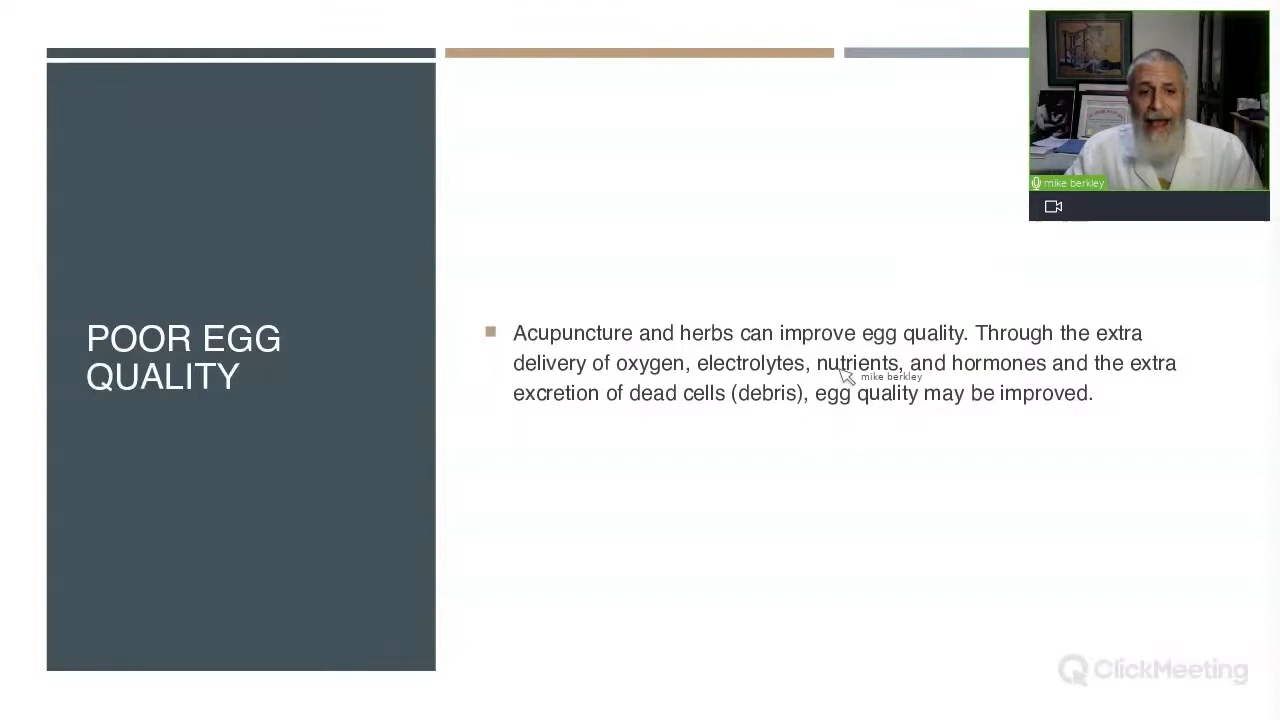 mike berkley
POOR EGG
QUALITY
Acupuncture and herbs can improve egg quality. Through the extra
delivery of oxygen, electrolytes, nutrients, and hormones and the extra
mike berkley
excretion of dead cells (debris), egg quality may be improved.
ClickMeeting